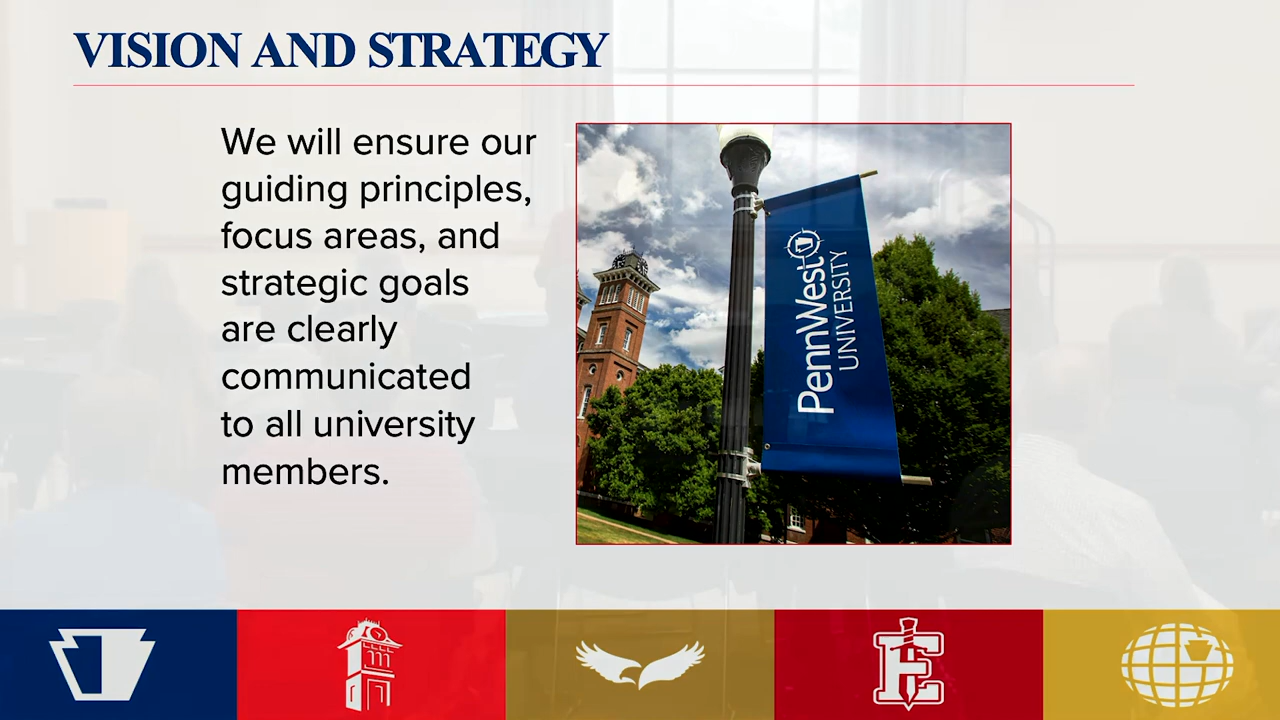 VISION AND STRATEGY
We will ensure our
guiding principles,
focus areas, and
strategic goals
are clearly
communicated
to all university
members.
PennWest
UNIVERSITY
E